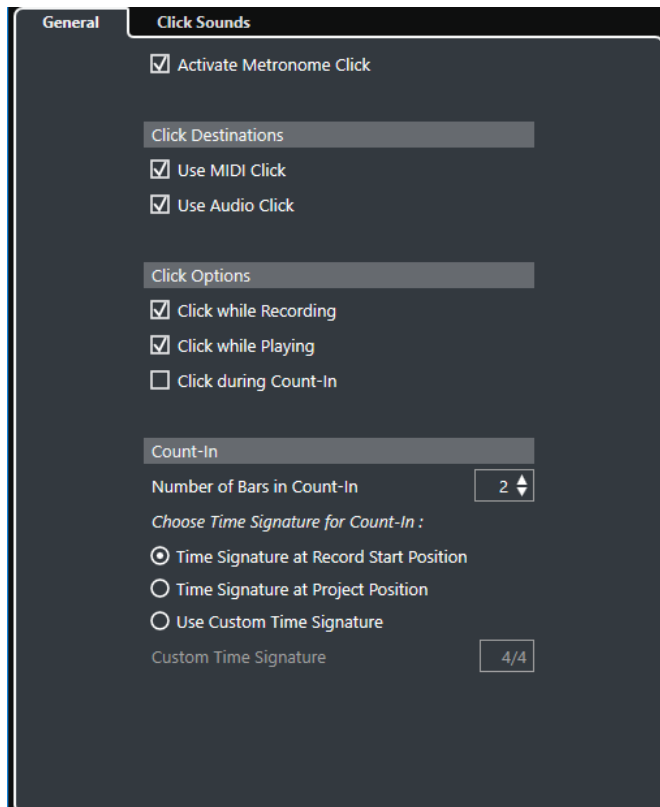 General Click Sounds
Activate Metronome Click
Click Destinations
Use MIDI Click
Use Audio Click
Click Options
Click while Recording
Click while Playing
Click during Count-In
Count-In
Number of Bars in Count-In 2
Choose Time Signature for Count-In :
Time Signature at Record Start Position
Time Signature at Project Position
Use Custom Time Signature
Custom Time Signature 4/4